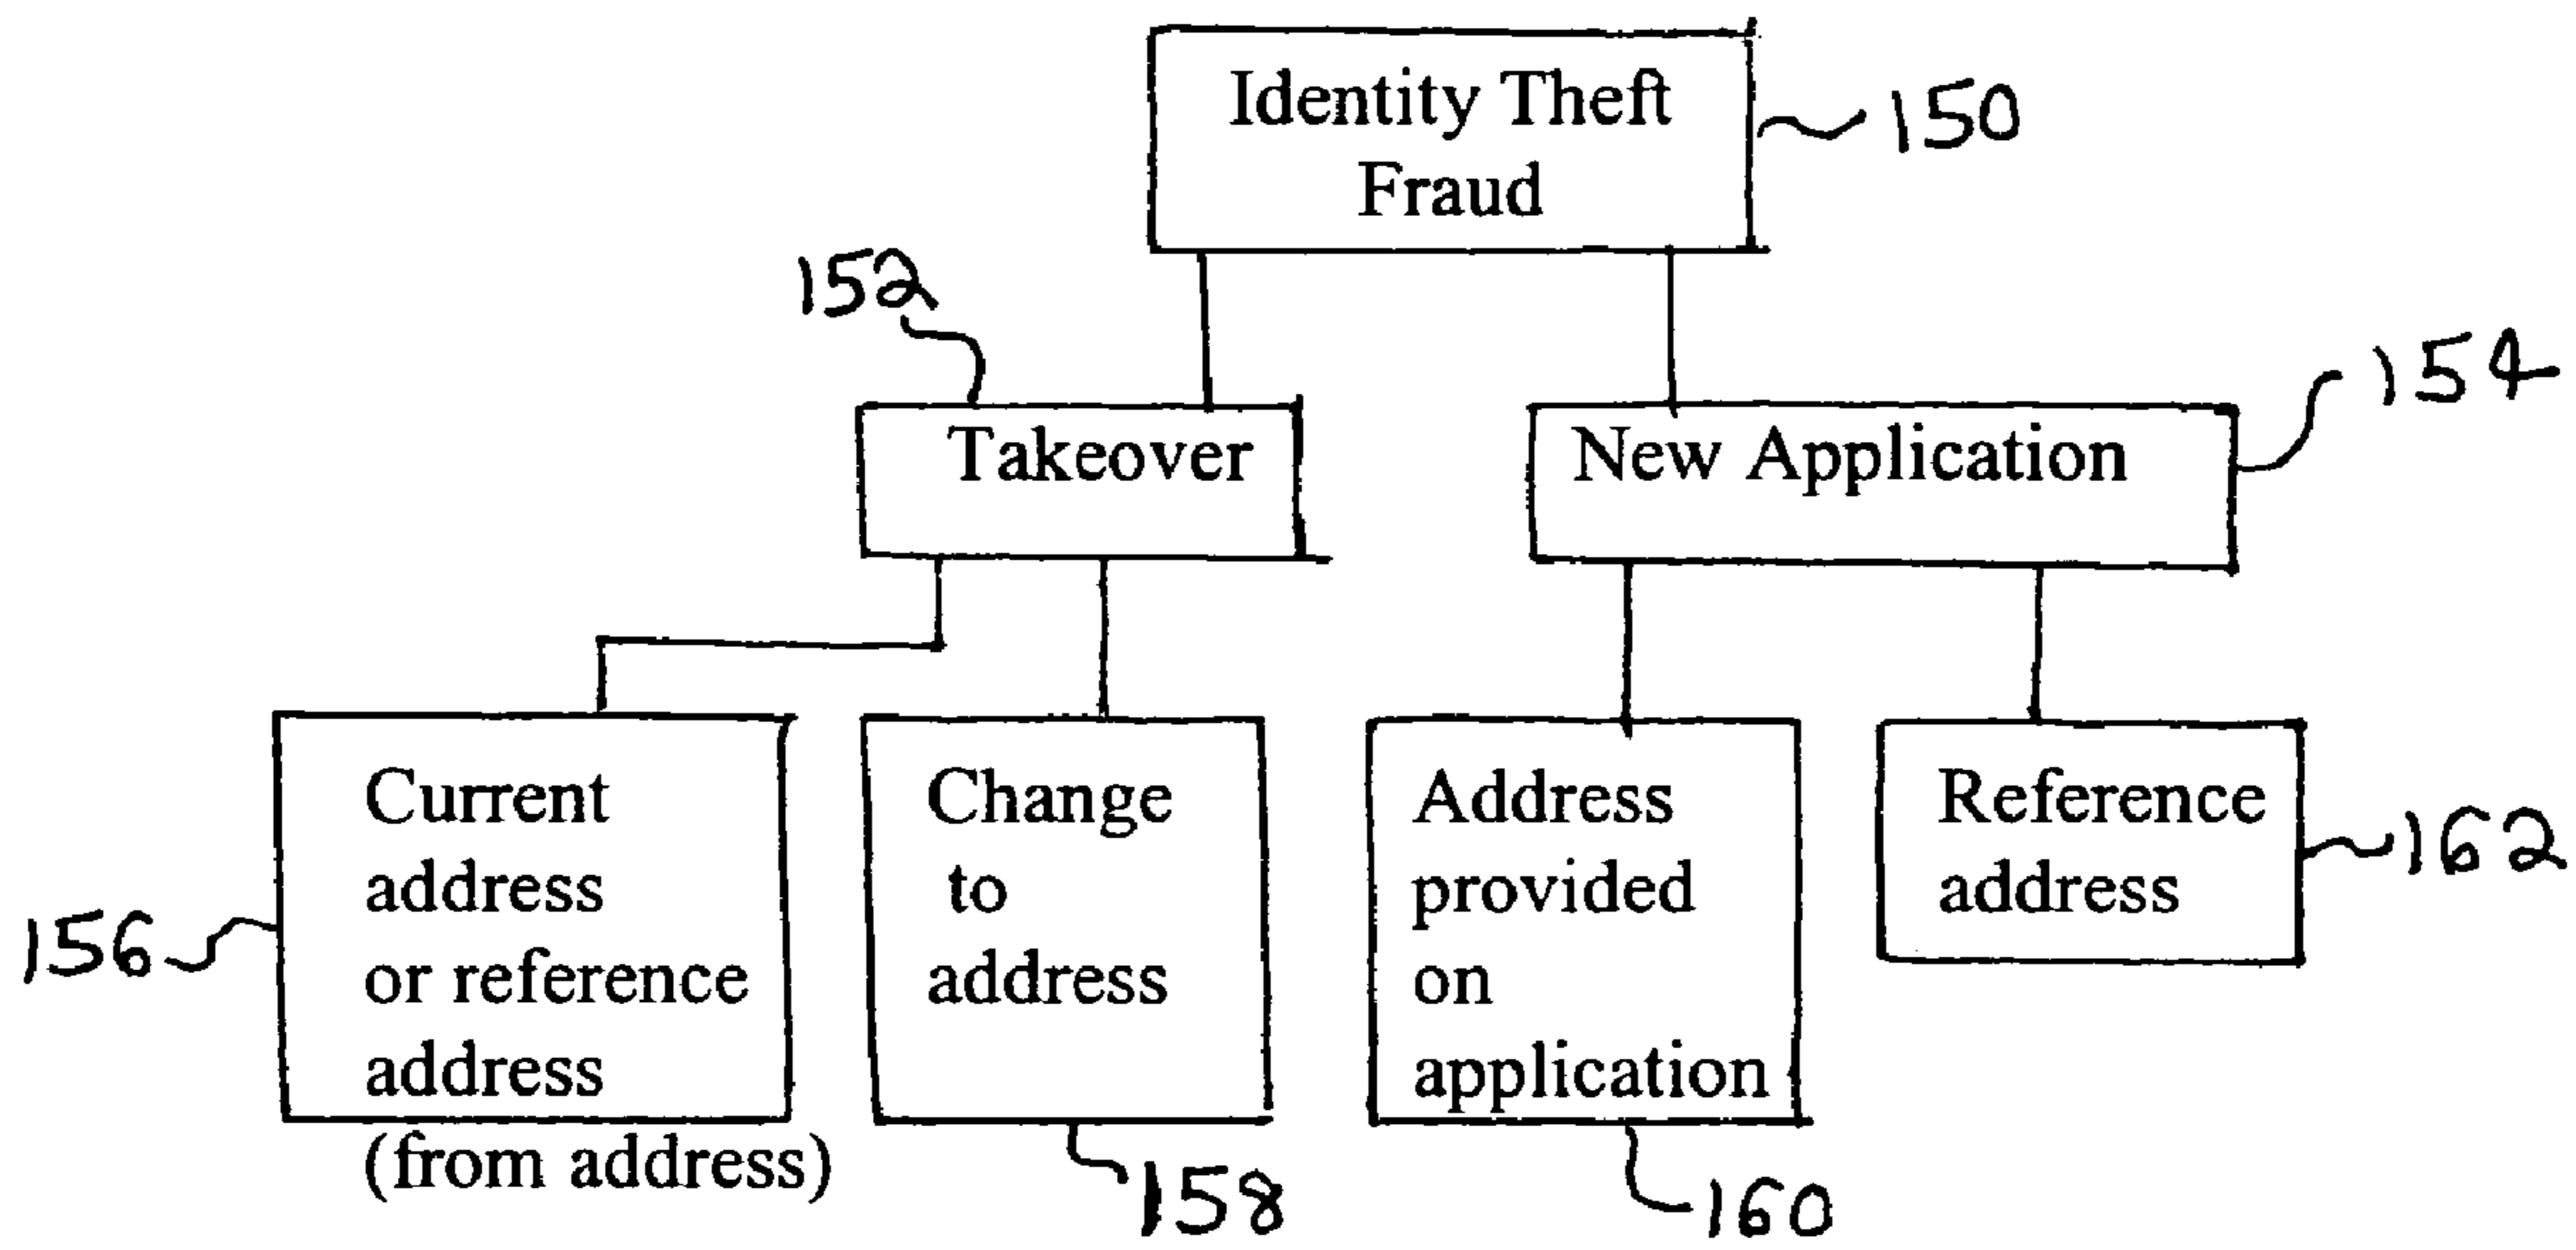 Identity Theft
Fraud
150
152
154
Takeover
New Application
Current
address
or reference
address
(from address)
156
Change
to
address
158
Address
provided
on
application
160
Reference
address
162